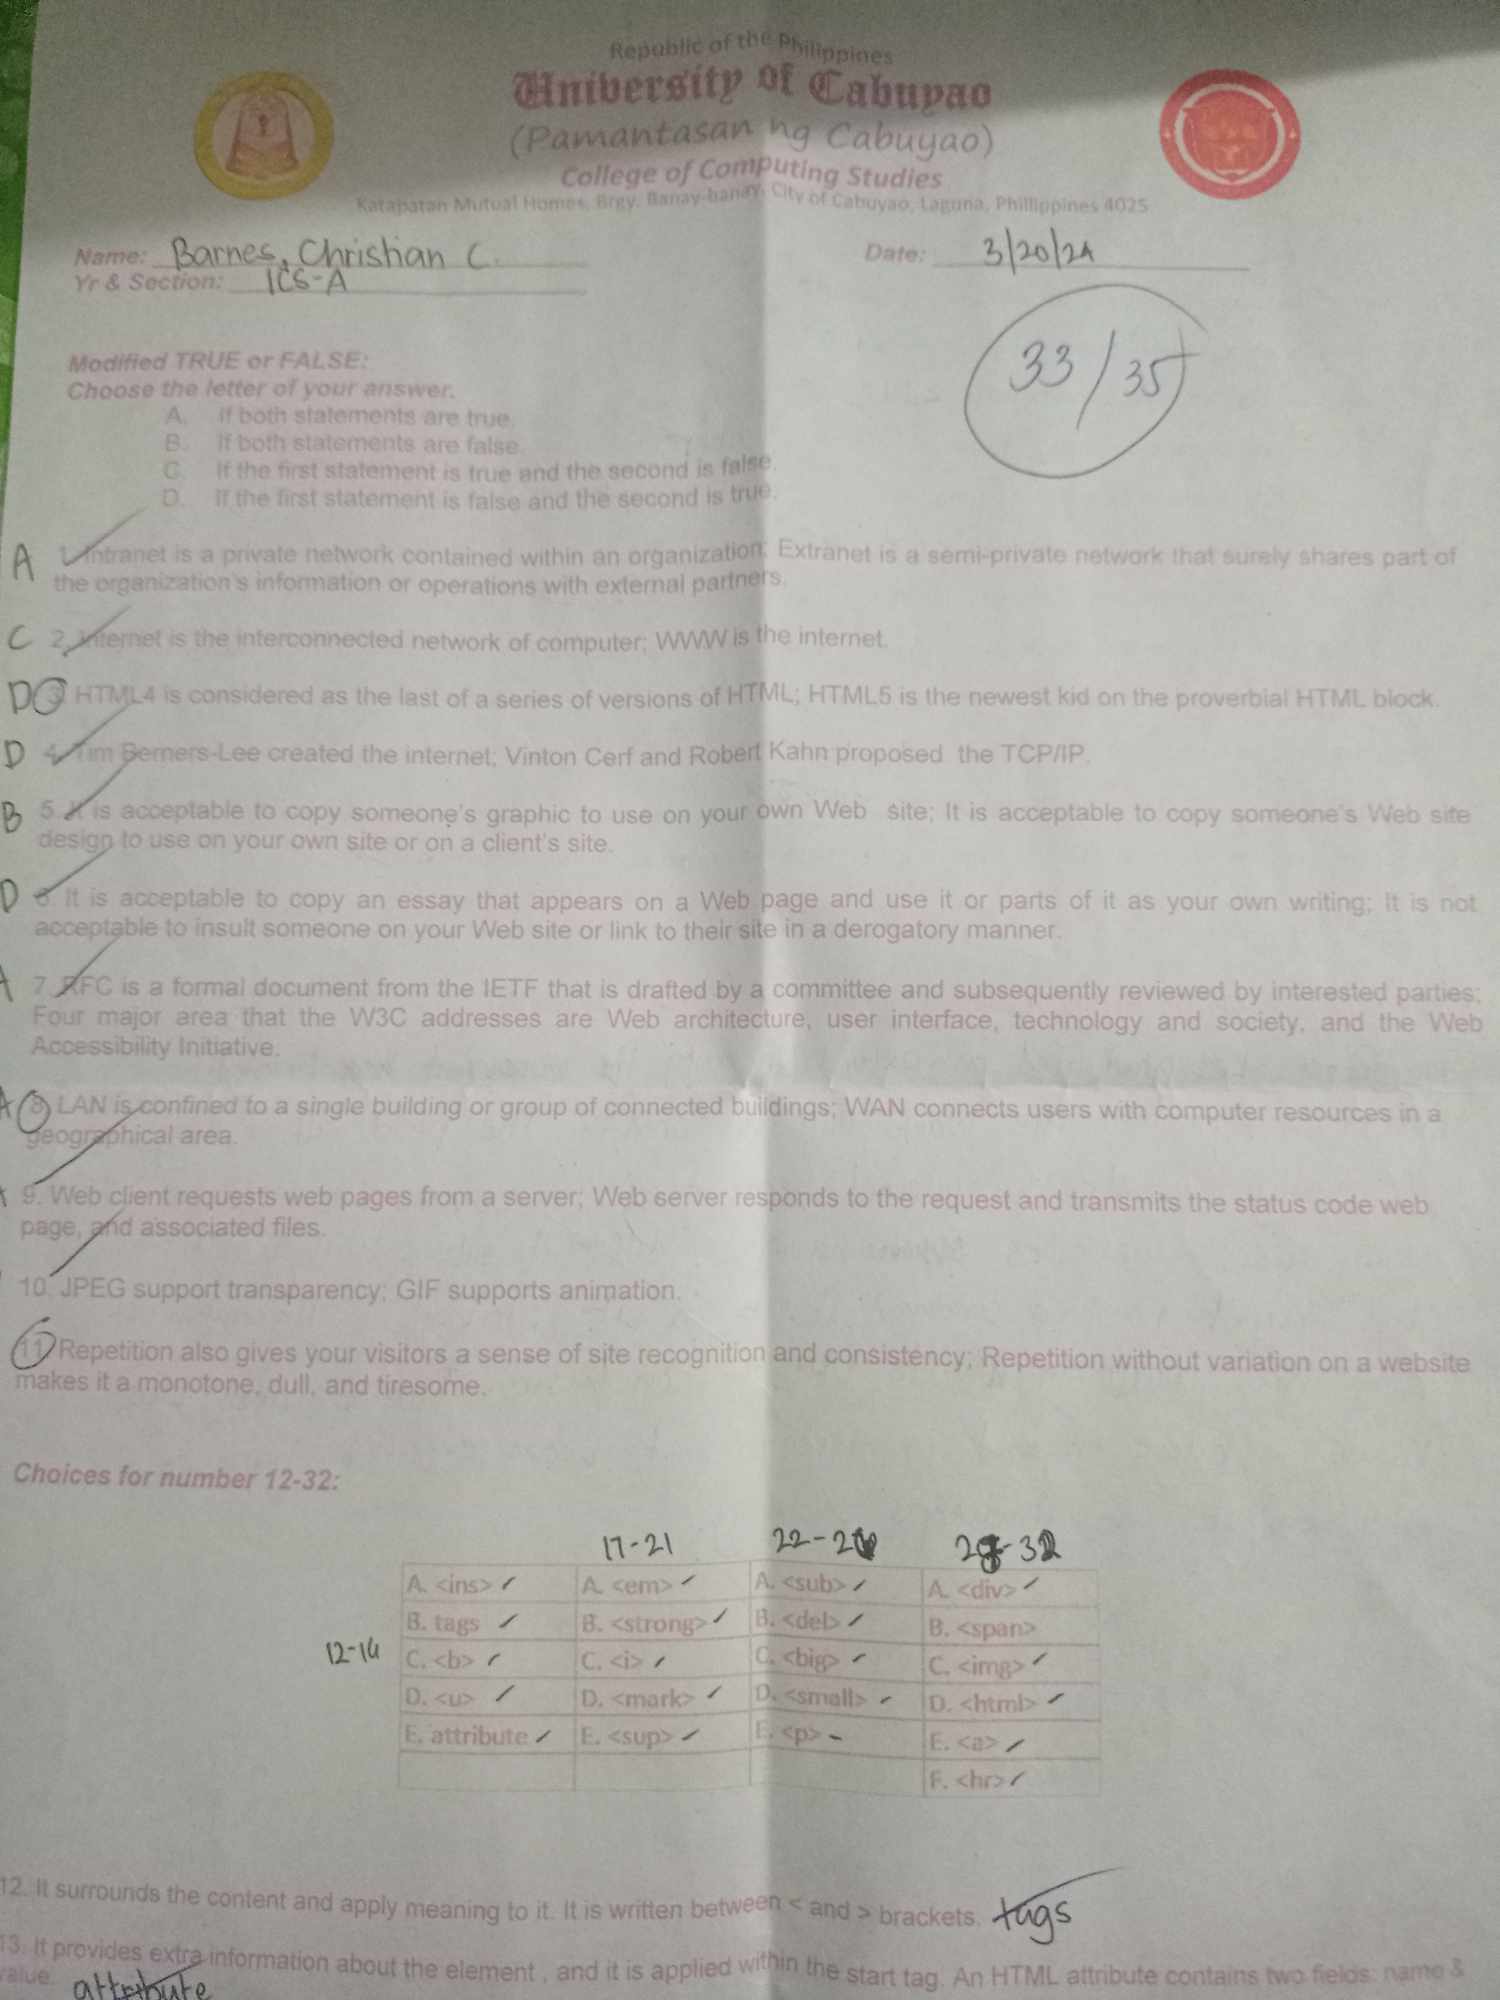 Republic of the Philippines
University of Cabuyao
(Pamantasan ng Cabuyao)
College of Computing Studies
Katapatan Mutual Homes, Brgy. Banay-banay, City of Cabuyao, Laguna, Phillippines 4025
Name: Barnes, Christian C. Date: 3/20/24
Yr & Section: 1CS-A
33/35
Modified TRUE or FALSE:
Choose the letter of your answer.
A. If both statements are true.
B. If both statements are false.
C. If the first statement is true and the second is false.
D. If the first statement is false and the second is true.
A 1. Intranet is a private network contained within an organization; Extranet is a semi-private network that surely shares part of
the organization's information or operations with external partners.
C 2. Internet is the interconnected network of computer; WWW is the internet.
D 3. HTML4 is considered as the last of a series of versions of HTML; HTML5 is the newest kid on the proverbial HTML block.
D 4. Tim Berners-Lee created the internet; Vinton Cerf and Robert Kahn proposed the TCP/IP.
B 5. It is acceptable to copy someone's graphic to use on your own Web site; It is acceptable to copy someone's Web site
design to use on your own site or on a client's site.
D 6. It is acceptable to copy an essay that appears on a Web page and use it or parts of it as your own writing; It is not
acceptable to insult someone on your Web site or link to their site in a derogatory manner.
7. RFC is a formal document from the IETF that is drafted by a committee and subsequently reviewed by interested parties;
Four major area that the W3C addresses are Web architecture, user interface, technology and society, and the Web
Accessibility Initiative.
A 8. LAN is confined to a single building or group of connected buildings; WAN connects users with computer resources in a
geographical area.
9. Web client requests web pages from a server; Web server responds to the request and transmits the status code web
page, and associated files.
10. JPEG support transparency; GIF supports animation.
11. Repetition also gives your visitors a sense of site recognition and consistency; Repetition without variation on a website
makes it a monotone, dull, and tiresome.
Choices for number 12-32:
17-21 22-26
12-16
A. <ins> A. <em> A. <sub> A. <div>
B. tags B. <strong> B. <del> B. <span>
C. <b> C. <i> C. <big> C. <img>
D. <u> D. <mark> D. <small> D. <html>
E. attribute E. <sup> E. <p> E. <a>
F. <hr>
12. It surrounds the content and apply meaning to it. It is written between < and > brackets. tags
13. It provides extra information about the element , and it is applied within the start tag. An HTML attribute contains two fields: name &
value. attribute